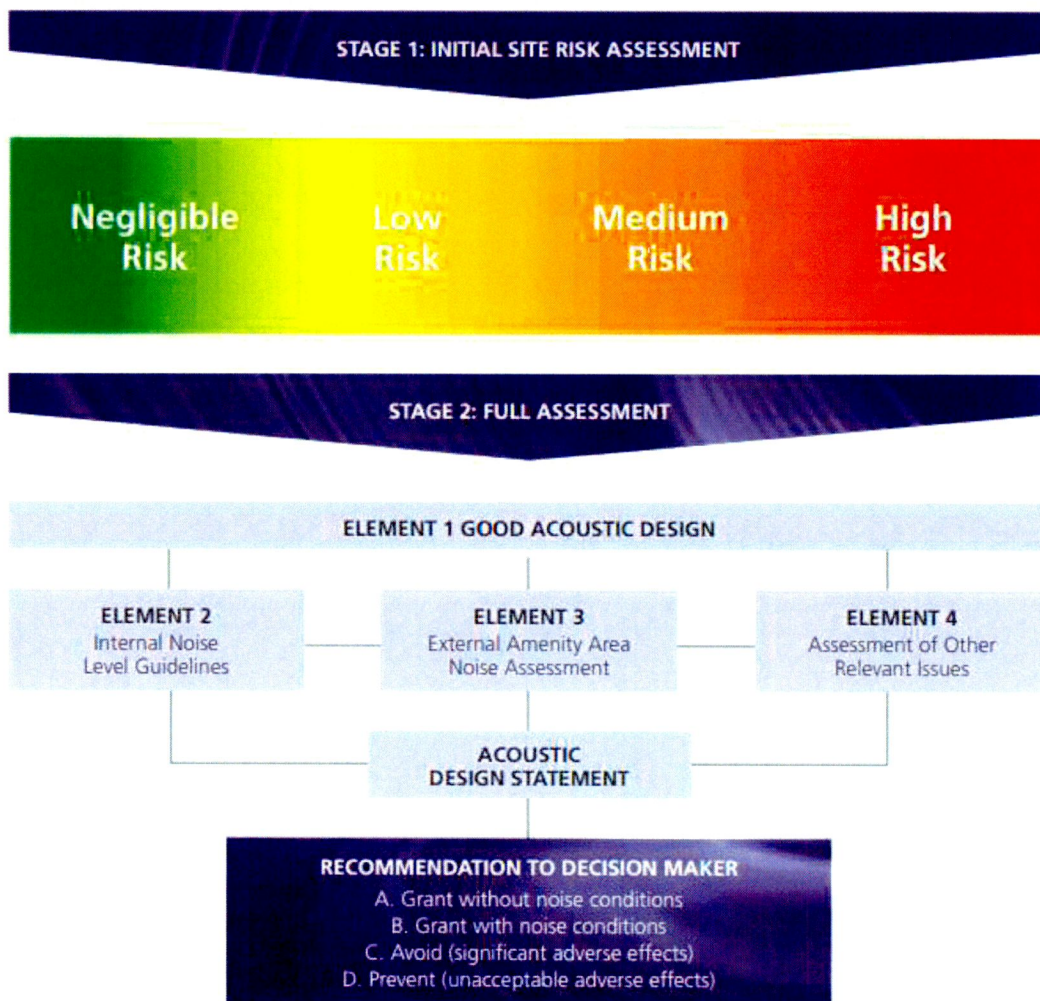 STAGE 1: INITIAL SITE RISK ASSESSMENT
Negligible
Risk
Low
Risk
Medium
Risk
High
Risk
STAGE 2: FULL ASSESSMENT
ELEMENT 1 GOOD ACOUSTIC DESIGN
ELEMENT 2
Internal Noise
Level Guidelines
ELEMENT 3
External Amenity Area
Noise Assessment
ELEMENT 4
Assessment of Other
Relevant Issues
ACOUSTIC
DESIGN STATEMENT
RECOMMENDATION TO DECISION MAKER
A. Grant without noise conditions
B. Grant with noise conditions
C. Avoid (significant adverse effects)
D. Prevent (unacceptable adverse effects)